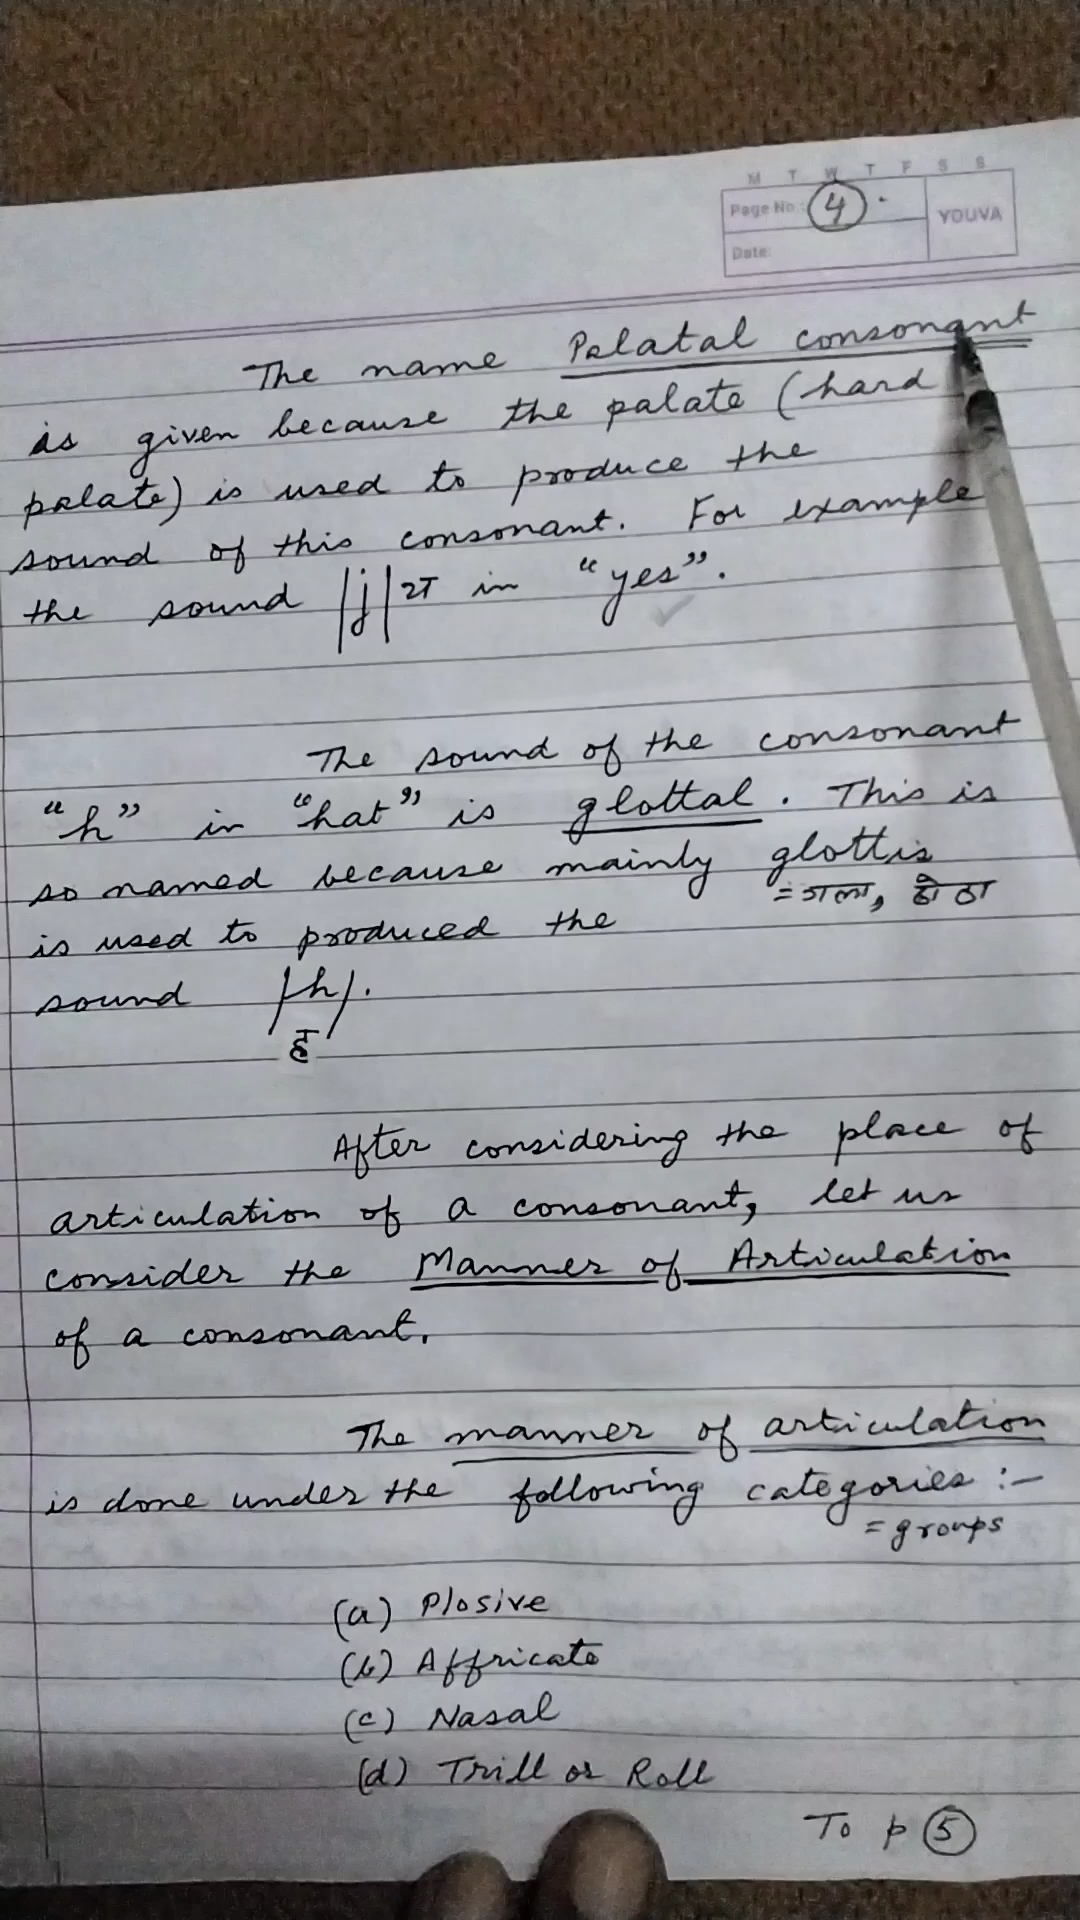 M T W T F S S
Page No.: 4
YOUVA
Date:
The name Palatal consonant
is given because the palate (hard
palate) is used to produce the
sound of this consonant. For example
the sound /j/ य in "yes".
The sound of the consonant
"h" in "hat" is glottal. This is
so named because mainly glottis
= गला,
is used to produced the
sound /h/.
ह
After considering the place of
articulation of a consonant, let us
consider the Manner of Articulation
of a consonant.
The manner of articulation
is done under the following categories :-
= groups
(a) Plosive
(b) Affricate
(c) Nasal
(d) Trill or Roll
To p 5